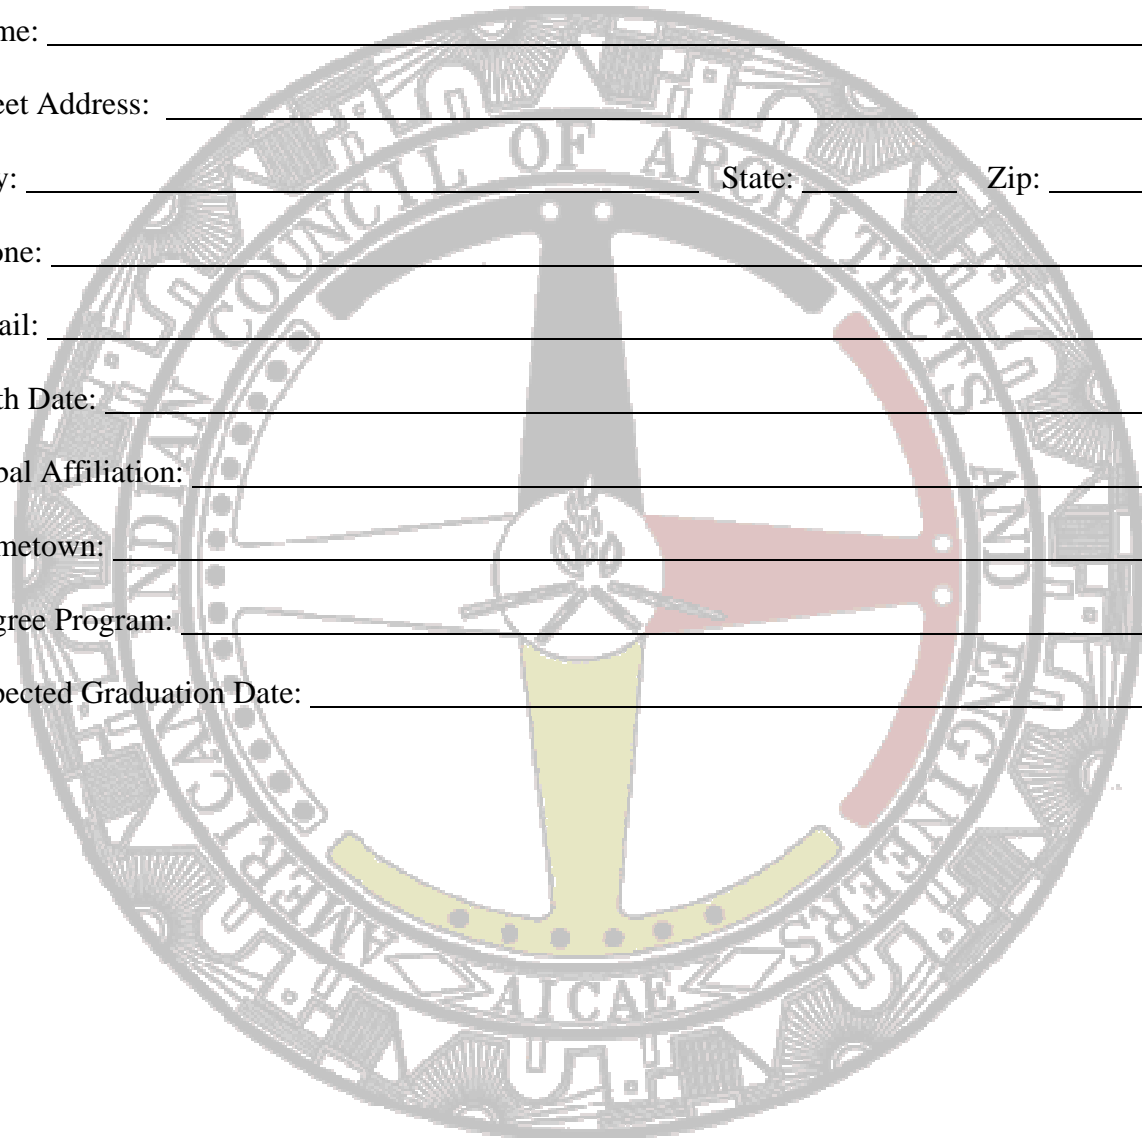 me:
eet Address:
y: State: Zip:
one:
ail:
th Date:
bal Affiliation:
metown:
gree Program:
pected Graduation Date:
AMERICAN INDIAN COUNCIL OF ARCHITECTS AND ENGINEERS
AICAE